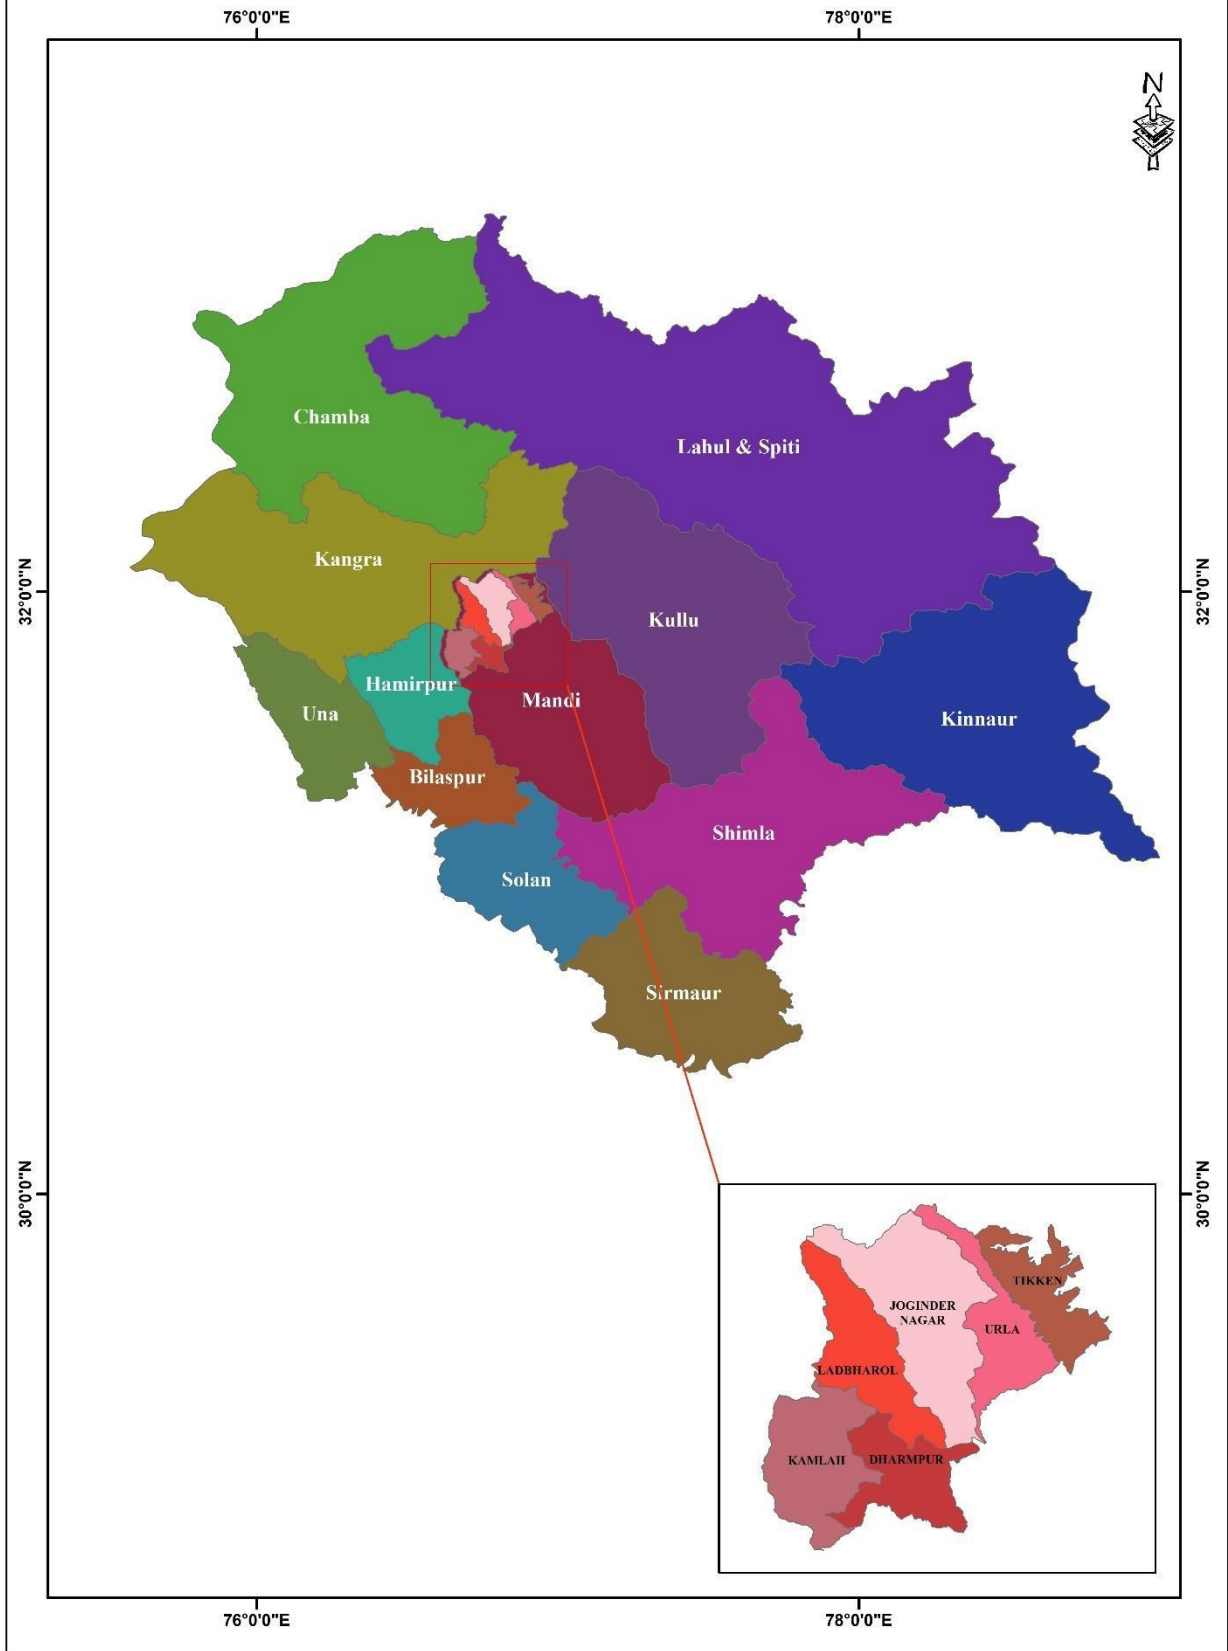 76°0'0"E
78°0'0"E
N
Chamba
Lahul & Spiti
Kangra
32°0'0"N
32°0'0"N
Kullu
Hamirpur
Mandi
Una
Kinnaur
Bilaspur
Shimla
Solan
Sirmaur
30°0'0"N
30°0'0"N
TIKKEN
JOGINDER
NAGAR
URLA
LADBHAROL
KAMLAH
DHARMPUR
76°0'0"E
78°0'0"E